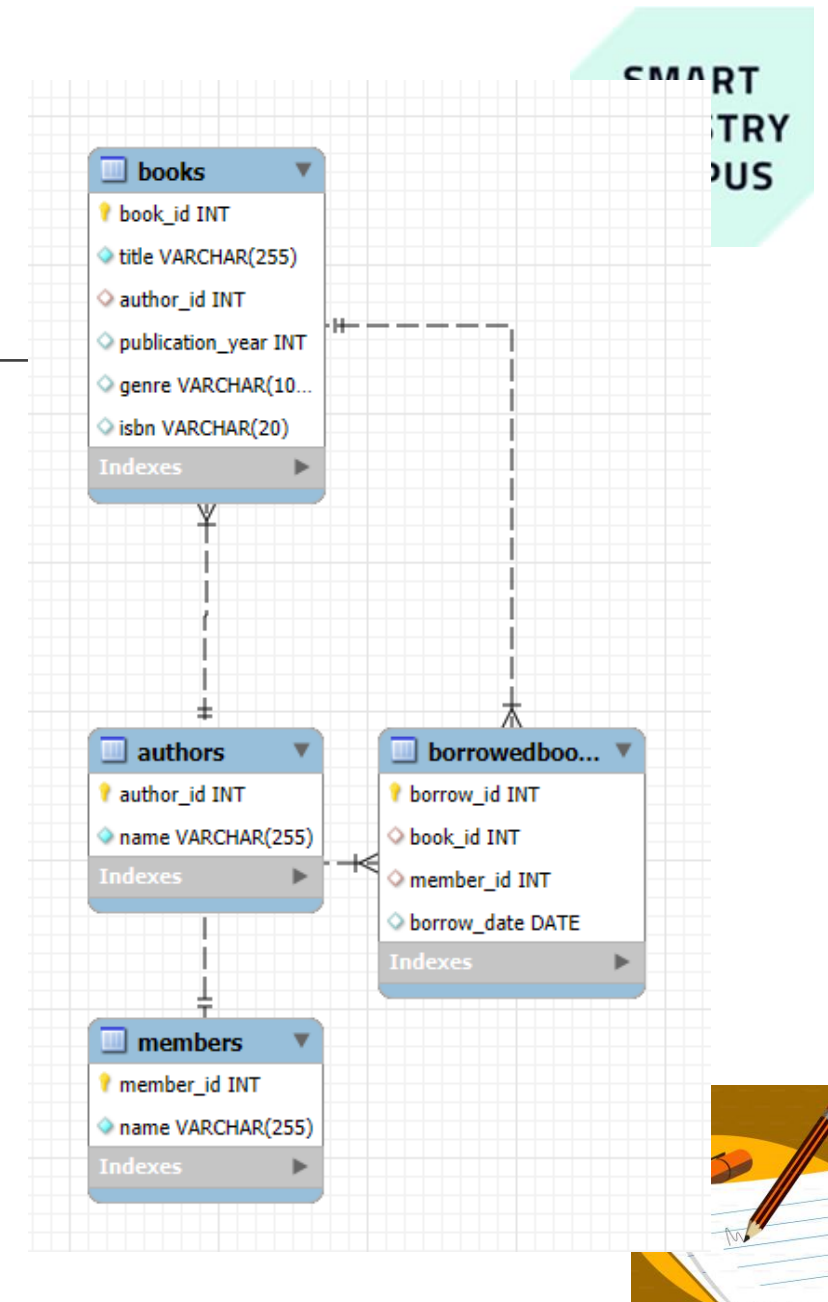 SMART
TRY
PUS
books
book_id INT
title VARCHAR(255)
author_id INT
publication_year INT
genre VARCHAR(10...
isbn VARCHAR(20)
Indexes
authors
author_id INT
name VARCHAR(255)
Indexes
borrowedboo...
borrow_id INT
book_id INT
member_id INT
borrow_date DATE
Indexes
members
member_id INT
name VARCHAR(255)
Indexes